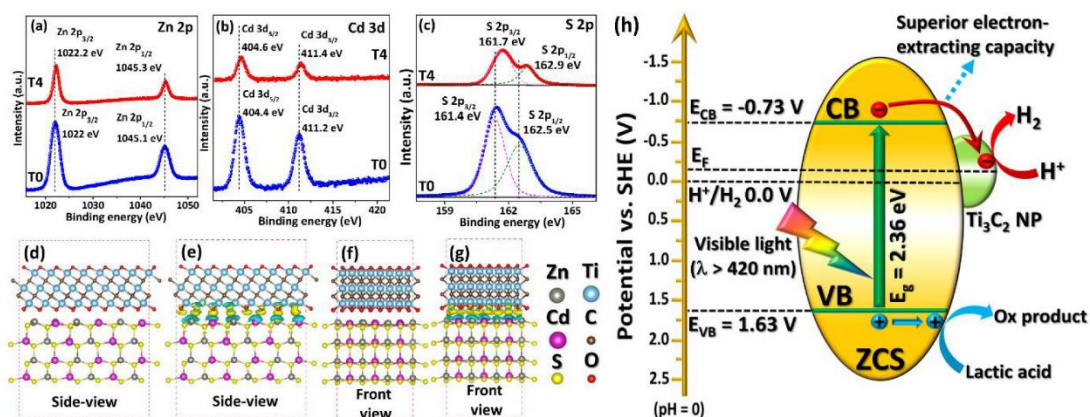 (a)
Zn 2p
Zn 2p3/2
1022.2 eV
Zn 2p1/2
1045.3 eV
T4
Zn 2p3/2
1022 eV
Zn 2p1/2
1045.1 eV
T0
Intensity (a.u.)
1020 1030 1040 1050
Binding energy (eV)
(b)
Cd 3d
Cd 3d5/2
404.6 eV
Cd 3d3/2
411.4 eV
T4
Cd 3d5/2
404.4 eV
Cd 3d3/2
411.2 eV
T0
Intensity (a.u.)
405 410 415 420
Binding energy (eV)
(c)
S 2p
S 2p3/2
161.7 eV
S 2p1/2
162.9 eV
T4
S 2p3/2
161.4 eV
S 2p1/2
162.5 eV
T0
Intensity (a.u.)
159 162 165
Binding energy (eV)
(d)
Side-view
(e)
Side-view
(f)
Front
view
(g)
Front
view
Zn Ti
Cd C
S O
(h)
Potential vs. SHE (V)
-1.5
-1.0
-0.5
0.0
0.5
1.0
1.5
2.0
2.5
(pH = 0)
Superior electron-
extracting capacity
ECB = -0.73 V
CB
H2
EF
H+
H+/H2 0.0 V
Ti3C2 NP
Visible light
(λ > 420 nm)
Eg = 2.36 eV
VB
EVB = 1.63 V
Ox product
ZCS
Lactic acid